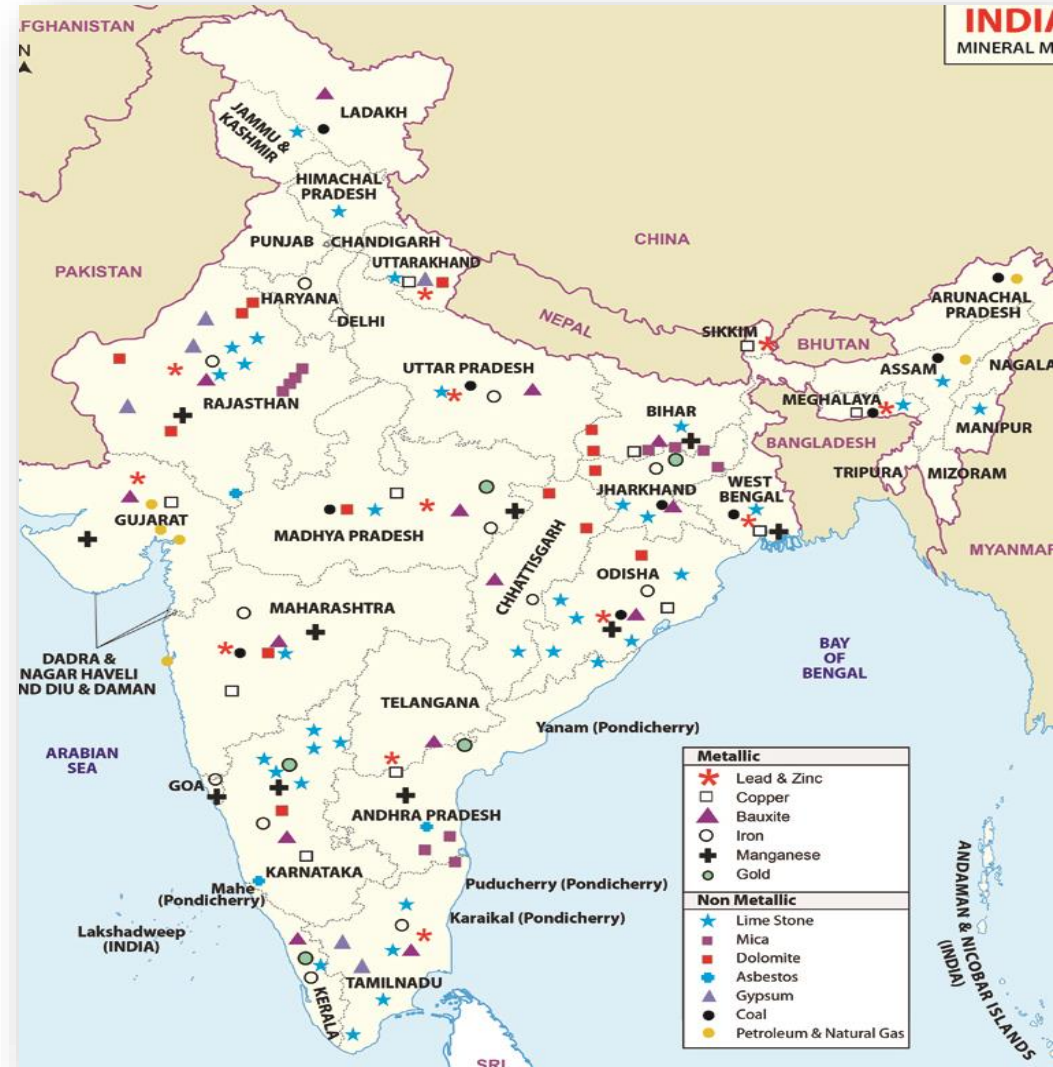 AFGHANISTAN
INDIA
MINERAL M
N
LADAKH
JAMMU &
KASHMIR
HIMACHAL
PRADESH
PUNJAB
CHANDIGARH
CHINA
UTTARAKHAND
PAKISTAN
HARYANA
DELHI
NEPAL
SIKKIM
BHUTAN
ARUNACHAL
PRADESH
ASSAM
NAGALA
RAJASTHAN
UTTAR PRADESH
BIHAR
MEGHALAYA
MANIPUR
BANGLADESH
TRIPURA
MIZORAM
GUJARAT
MADHYA PRADESH
JHARKHAND
WEST
BENGAL
MYANMAR
CHHATTISGARH
ODISHA
MAHARASHTRA
DADRA &
NAGAR HAVELI
ND DIU & DAMAN
BAY
OF
BENGAL
TELANGANA
Yanam (Pondicherry)
ARABIAN
SEA
GOA
ANDHRA PRADESH
KARNATAKA
Mahe
(Pondicherry)
Puducherry (Pondicherry)
Karaikal (Pondicherry)
Lakshadweep
(INDIA)
TAMILNADU
KERALA
SRI
Metallic
Lead & Zinc
Copper
Bauxite
Iron
Manganese
Gold
Non Metallic
Lime Stone
Mica
Dolomite
Asbestos
Gypsum
Coal
Petroleum & Natural Gas
ANDAMAN & NICOBAR ISLANDS
(INDIA)